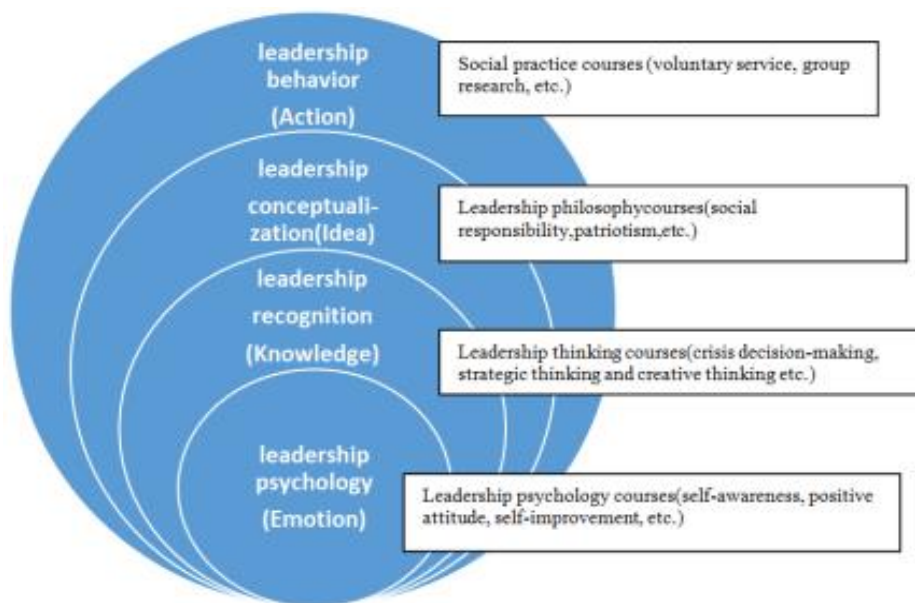 leadership
behavior
(Action)
Social practice courses (voluntary service, group
research, etc.)
leadership
conceptuali-
zation(Idea)
Leadership philosophycourses(social
responsibility,patriotism,etc.)
leadership
recognition
(Knowledge)
Leadership thinking courses(crisis decision-making,
strategic thinking and creative thinking etc.)
leadership
psychology
(Emotion)
Leadership psychology courses(self-awareness, positive
attitude, self-improvement, etc.)